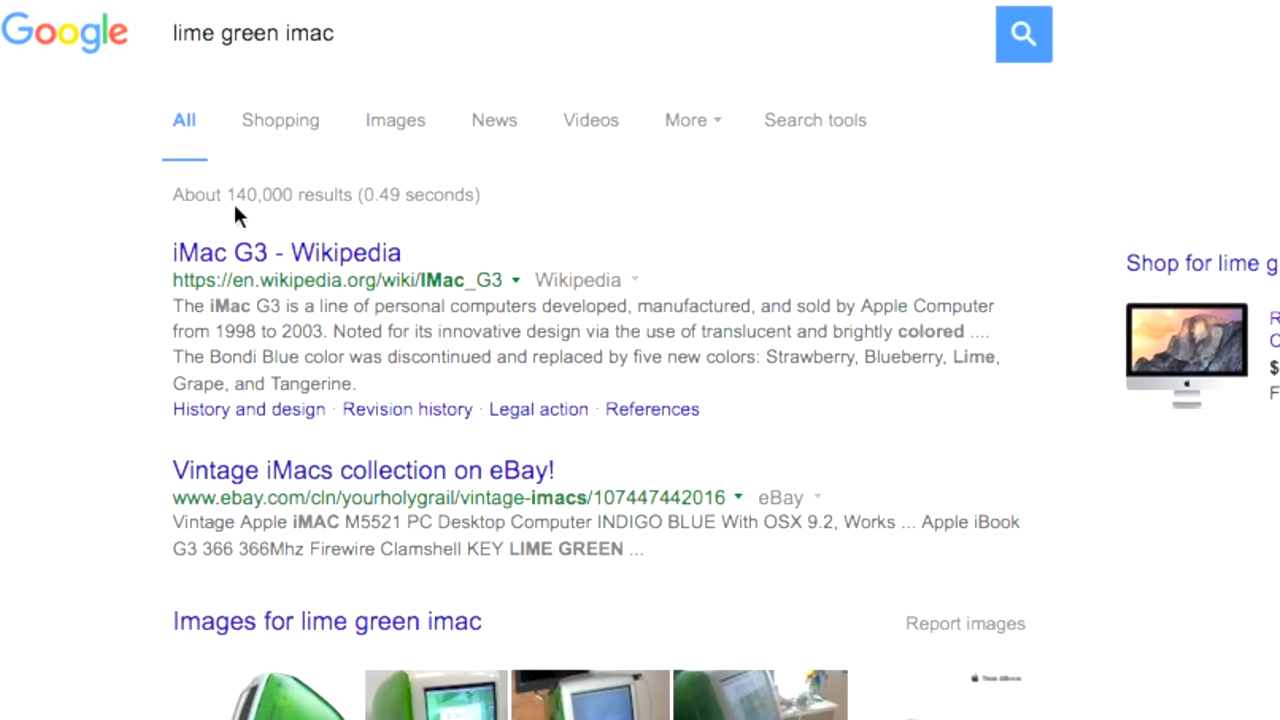 Google
lime green imac
All Shopping Images News Videos More Search tools
About 140,000 results (0.49 seconds)
iMac G3 - Wikipedia
https://en.wikipedia.org/wiki/IMac_G3 Wikipedia
The iMac G3 is a line of personal computers developed, manufactured, and sold by Apple Computer
from 1998 to 2003. Noted for its innovative design via the use of translucent and brightly colored ....
The Bondi Blue color was discontinued and replaced by five new colors: Strawberry, Blueberry, Lime,
Grape, and Tangerine.
History and design · Revision history · Legal action · References
Shop for lime g
R
C
$
F
Vintage iMacs collection on eBay!
www.ebay.com/cln/yourholygrail/vintage-imacs/107447442016 eBay
Vintage Apple iMAC M5521 PC Desktop Computer INDIGO BLUE With OSX 9.2, Works ... Apple iBook
G3 366 366Mhz Firewire Clamshell KEY LIME GREEN ...
Images for lime green imac
Report images